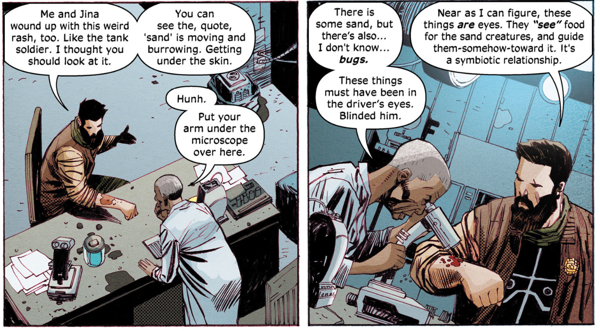 Me and Jina
wound up with this weird
rash, too. Like the tank
soldier. I thought you
should look at it.
You can
see the, quote,
'sand' is moving and
burrowing. Getting
under the skin.
Hunh.
Put your
arm under the
microscope
over here.
There is
some sand, but
there's also...
I don't know...
bugs.
These things
must have been in
the driver's eyes.
Blinded him.
Near as I can figure, these
things are eyes. They "see" food
for the sand creatures, and guide
them-somehow-toward it. It's
a symbiotic relationship.